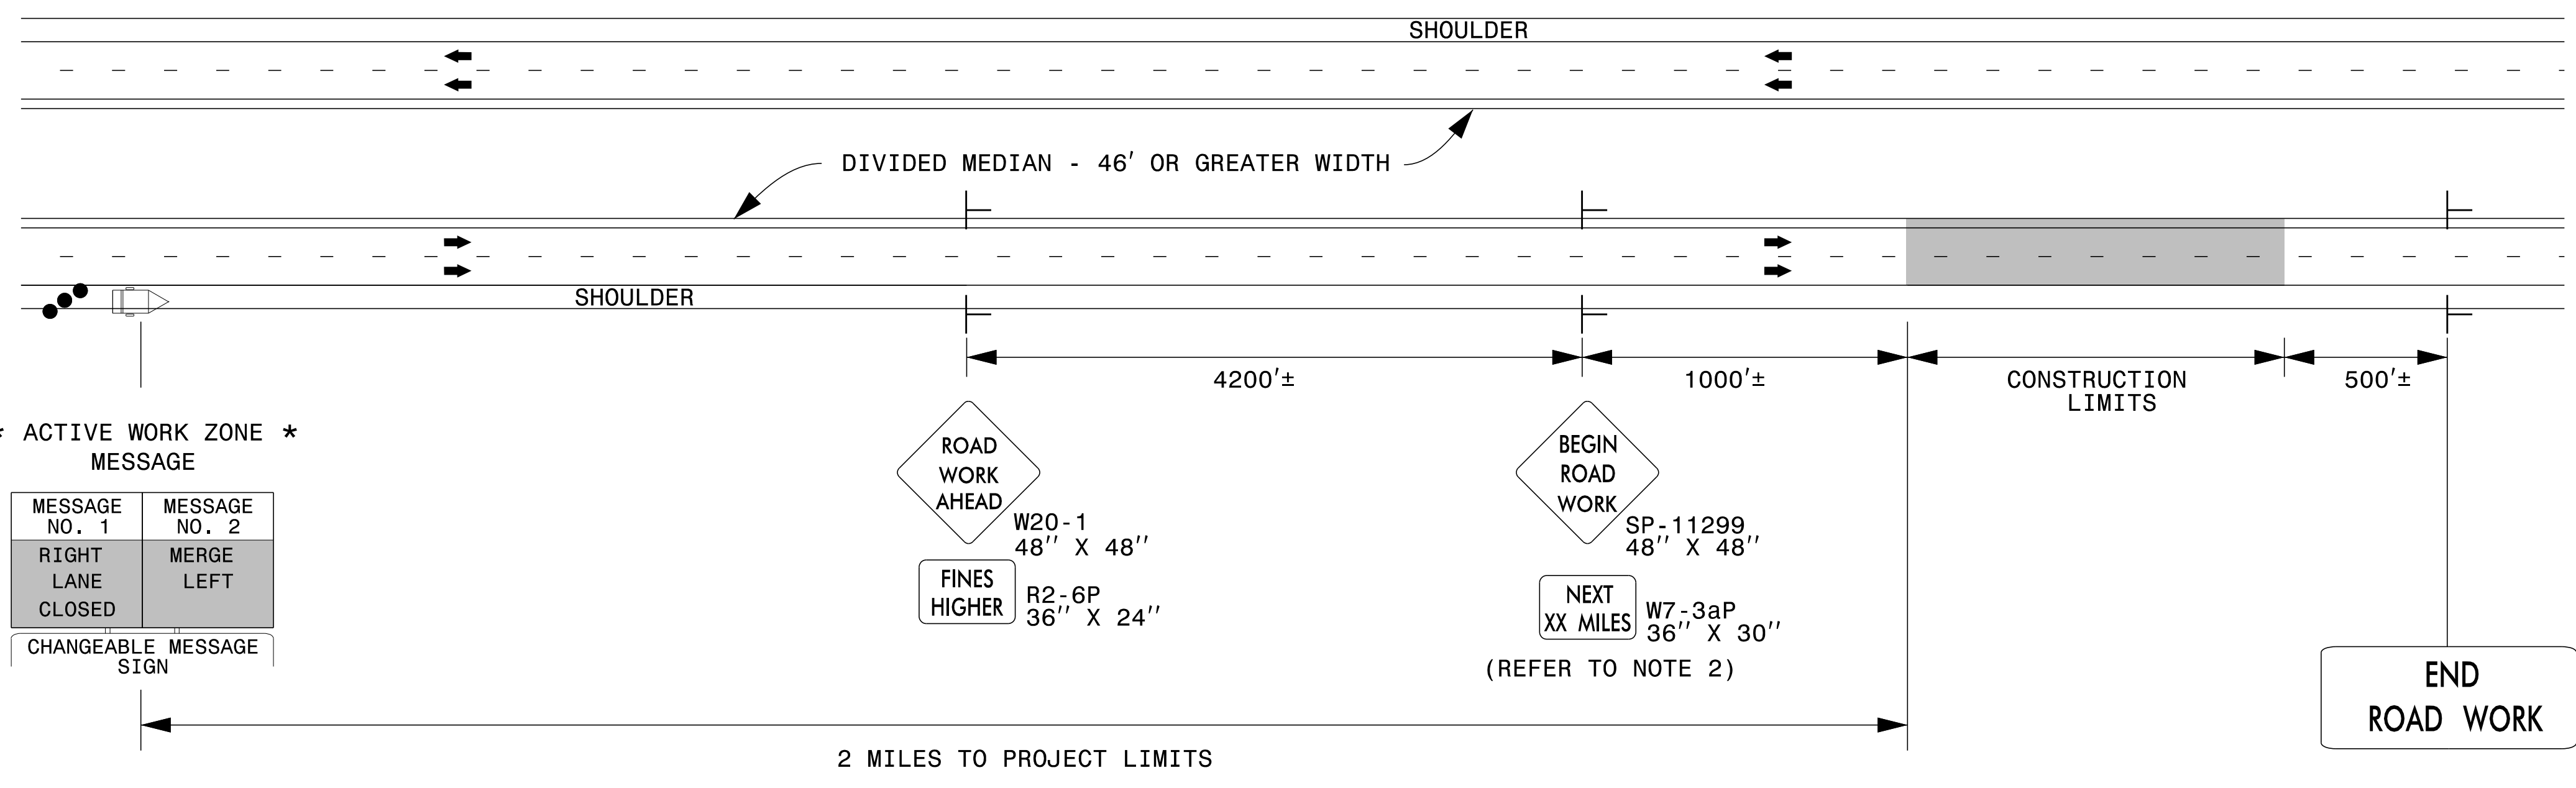 SHOULDER
DIVIDED MEDIAN - 46' OR GREATER WIDTH
SHOULDER
4200'±
1000'±
CONSTRUCTION
LIMITS
500'±
* ACTIVE WORK ZONE *
MESSAGE
MESSAGE
NO. 1
MESSAGE
NO. 2
RIGHT
LANE
CLOSED
MERGE
LEFT
CHANGEABLE MESSAGE
SIGN
ROAD
WORK
AHEAD
W20-1
48'' X 48''
FINES
HIGHER
R2-6P
36'' X 24''
BEGIN
ROAD
WORK
SP-11299
48'' X 48''
NEXT
XX MILES
W7-3aP
36'' X 30''
(REFER TO NOTE 2)
END
ROAD WORK
2 MILES TO PROJECT LIMITS